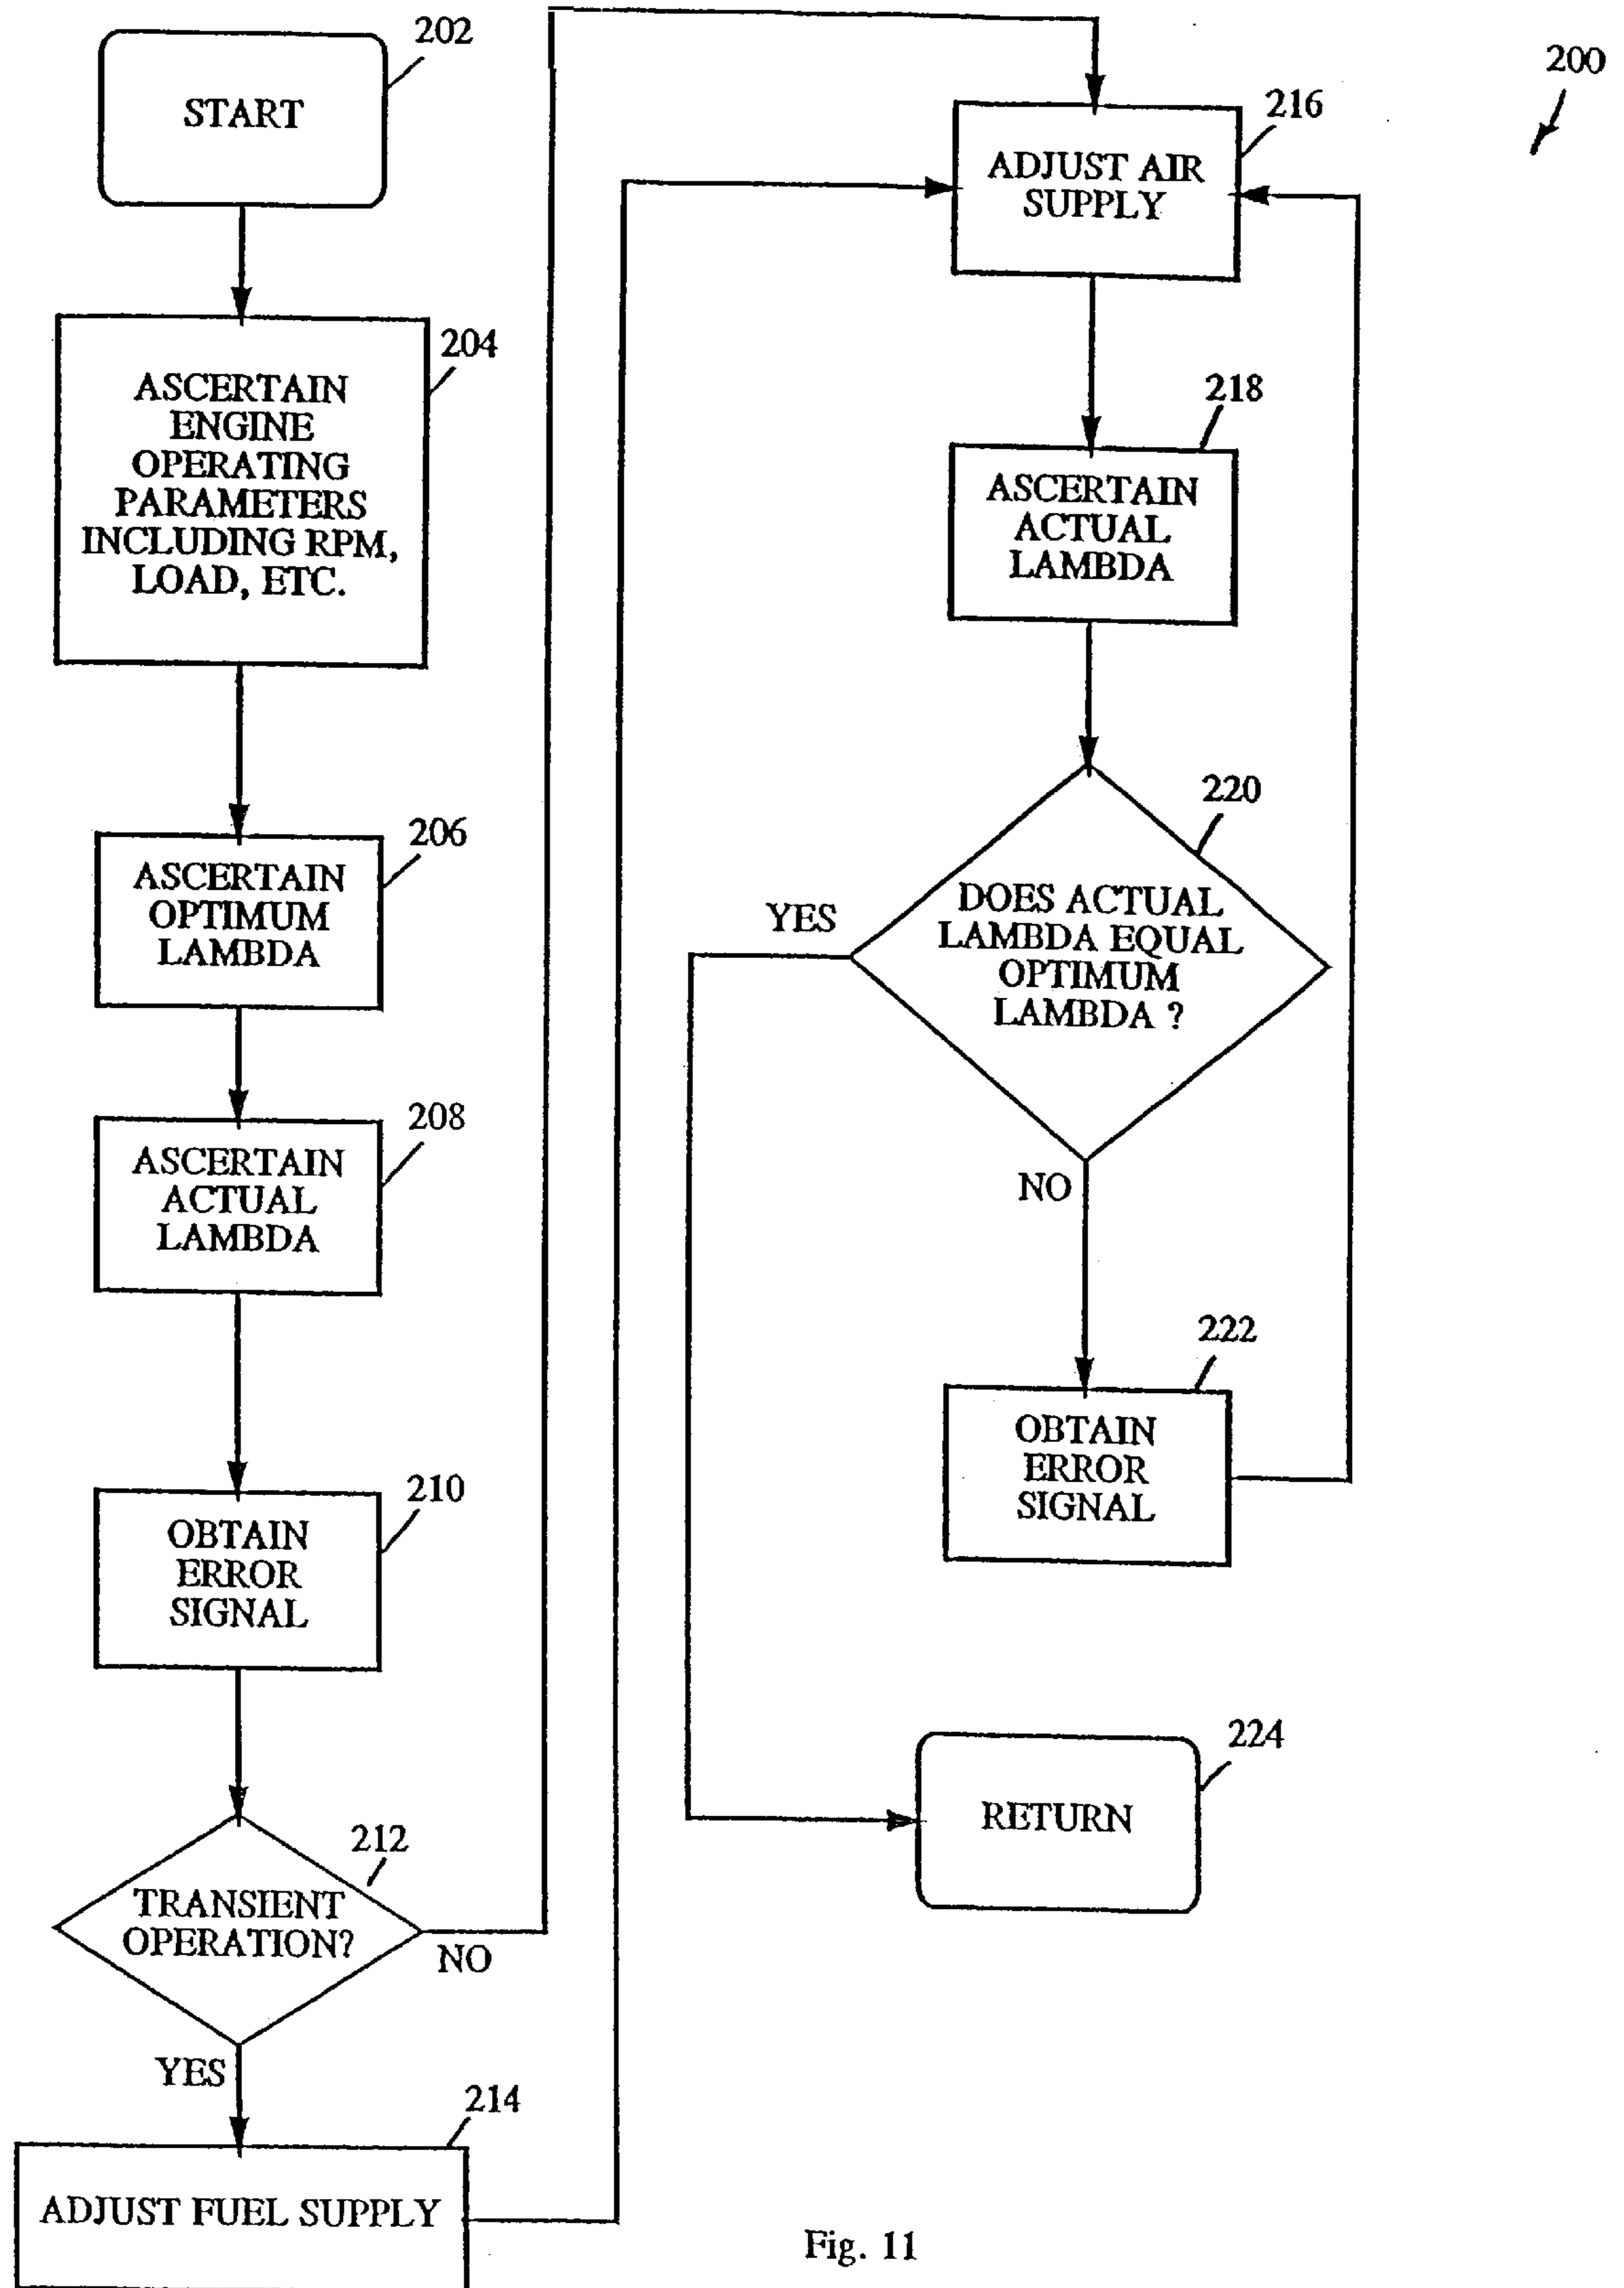 202
START
204
ASCERTAIN
ENGINE
OPERATING
PARAMETERS
INCLUDING RPM,
LOAD, ETC.
206
ASCERTAIN
OPTIMUM
LAMBDA
208
ASCERTAIN
ACTUAL
LAMBDA
210
OBTAIN
ERROR
SIGNAL
212
TRANSIENT
OPERATION?
NO
YES
214
ADJUST FUEL SUPPLY
200
216
ADJUST AIR
SUPPLY
218
ASCERTAIN
ACTUAL
LAMBDA
220
DOES ACTUAL
LAMBDA EQUAL
OPTIMUM
LAMBDA ?
YES
NO
222
OBTAIN
ERROR
SIGNAL
224
RETURN
Fig. 11